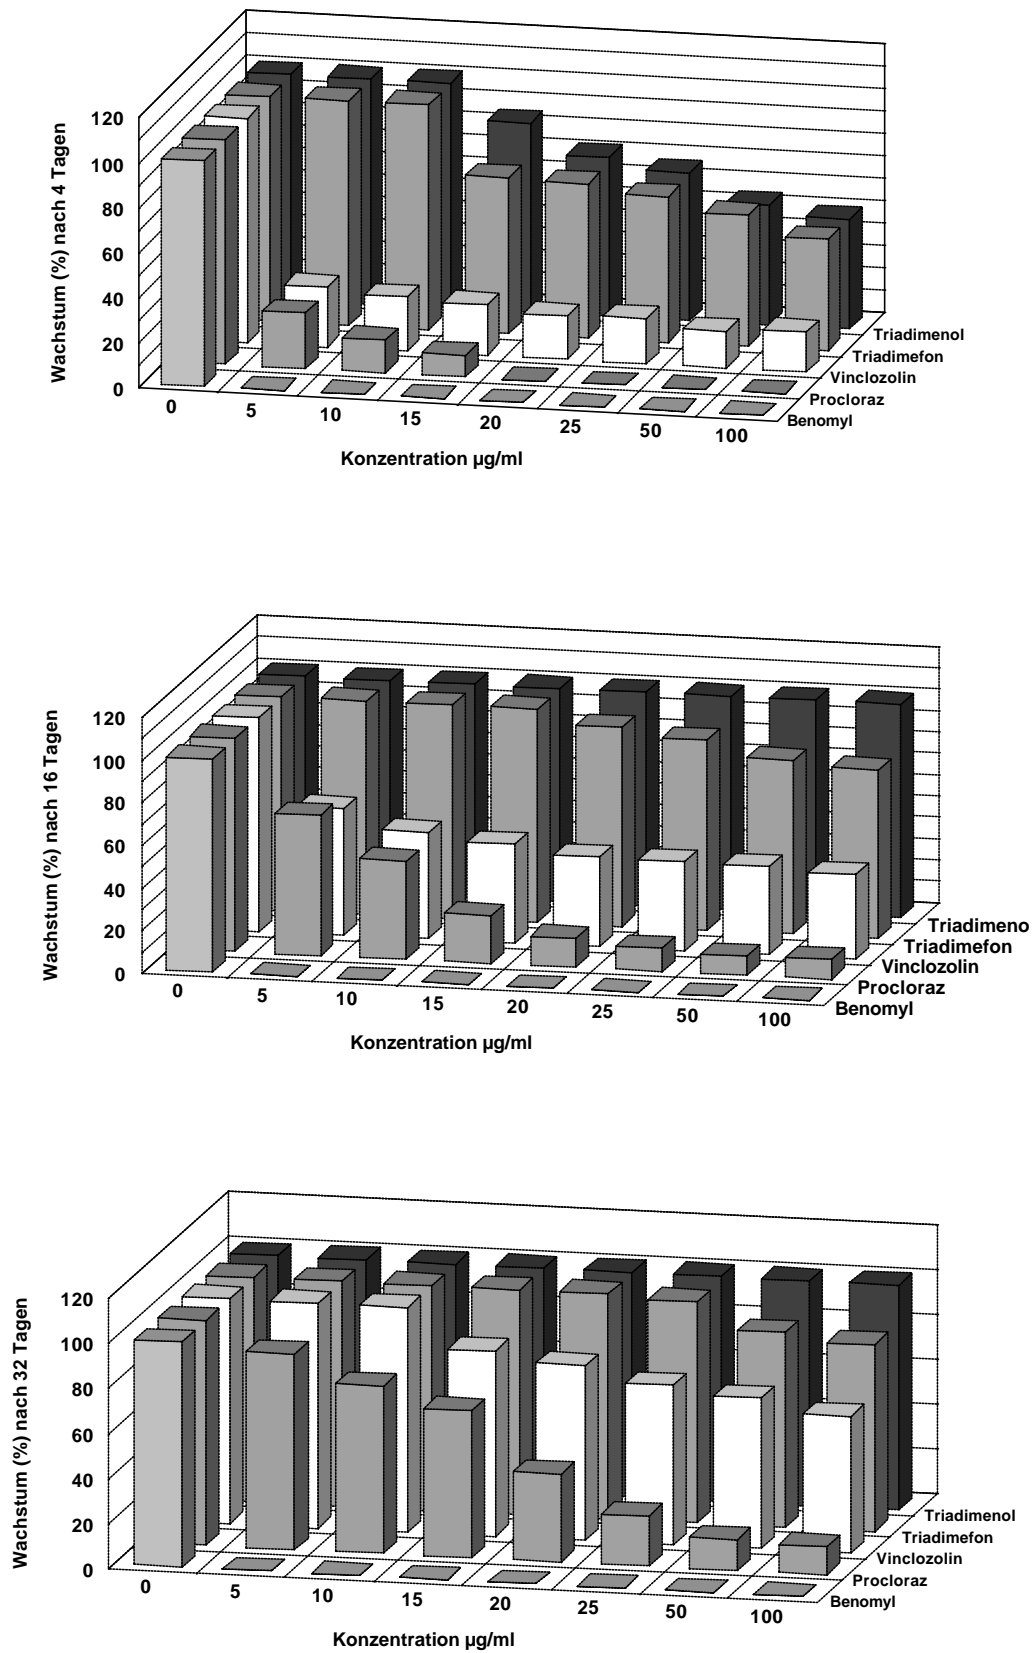 Wachstum (%) nach 4 Tagen
120
100
80
60
40
20
0
0 5 10 15 20 25 50 100
Konzentration µg/ml
Triadimenol
Triadimefon
Vinclozolin
Procloraz
Benomyl
Wachstum (%) nach 16 Tagen
120
100
80
60
40
20
0
0 5 10 15 20 25 50 100
Konzentration µg/ml
Triadimeno
Triadimefon
Vinclozolin
Procloraz
Benomyl
Wachstum (%) nach 32 Tagen
120
100
80
60
40
20
0
0 5 10 15 20 25 50 100
Konzentration µg/ml
Triadimenol
Triadimefon
Vinclozolin
Procloraz
Benomyl